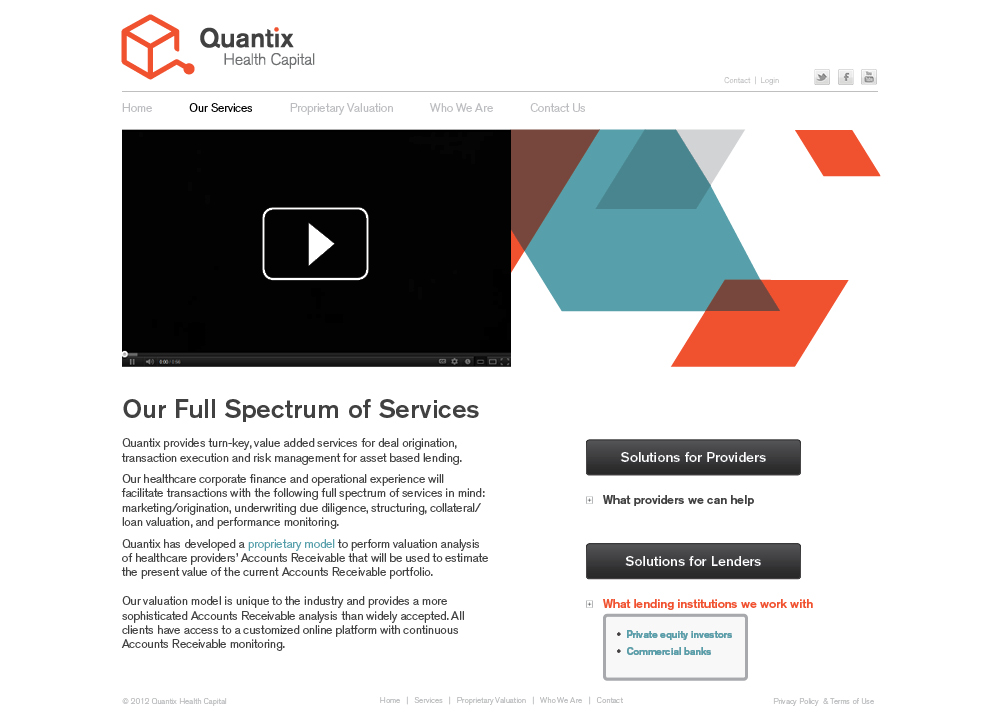 Quantix
Health Capital
Contact | Login
Home Our Services Proprietary Valuation Who We Are Contact Us
Our Full Spectrum of Services
Quantix provides turn-key, value added services for deal origination,
transaction execution and risk management for asset based lending.
Our healthcare corporate finance and operational experience will
facilitate transactions with the following full spectrum of services in mind:
marketing/origination, underwriting due diligence, structuring, collateral/
loan valuation, and performance monitoring.
Quantix has developed a proprietary model to perform valuation analysis
of healthcare providers' Accounts Receivable that will be used to estimate
the present value of the current Accounts Receivable portfolio.
Our valuation model is unique to the industry and provides a more
sophisticated Accounts Receivable analysis than widely accepted. All
clients have access to a customized online platform with continuous
Accounts Receivable monitoring.
Solutions for Providers
What providers we can help
Solutions for Lenders
What lending institutions we work with
• Private equity investors
• Commercial banks
© 2012 Quantix Health Capital
Home | Services | Proprietary Valuation | Who We Are | Contact
Privacy Policy & Terms of Use